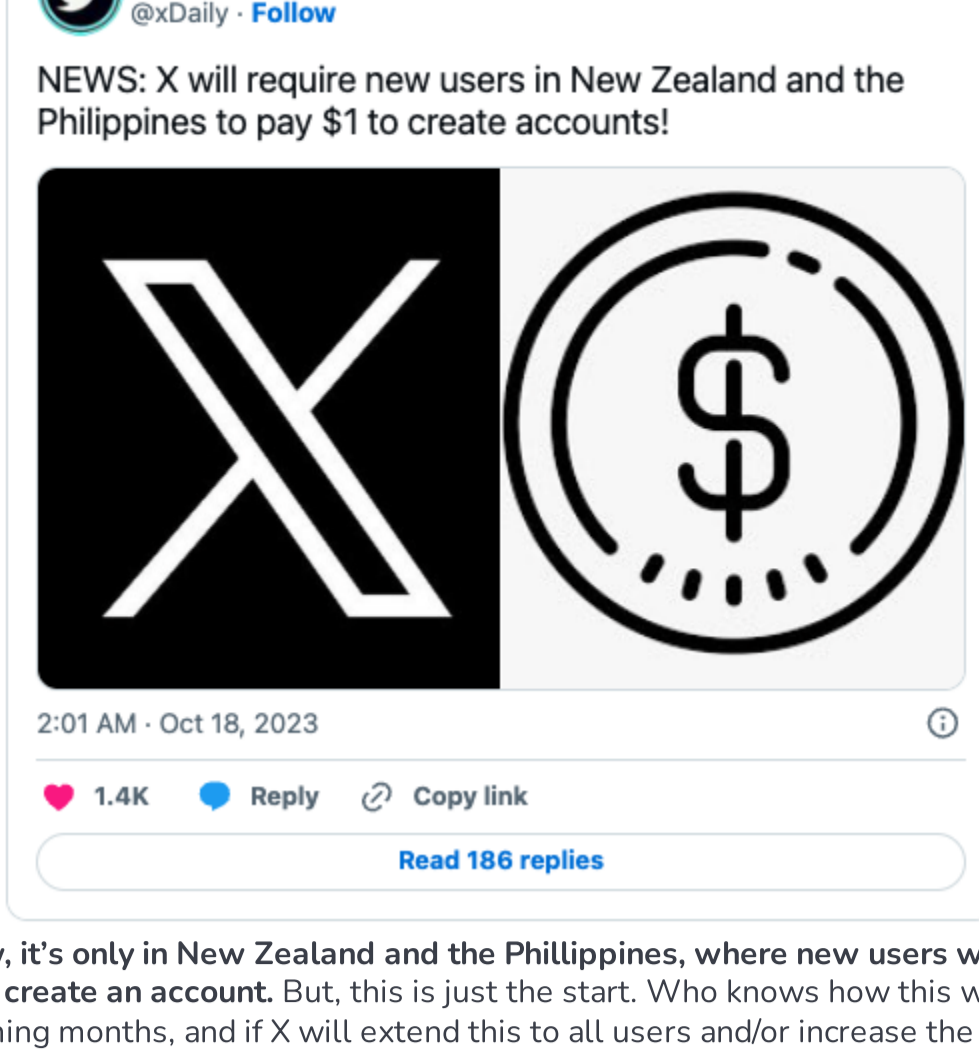 @xDaily · Follow
NEWS: X will require new users in New Zealand and the
Philippines to pay $1 to create accounts!
X
$
2:01 AM · Oct 18, 2023
1.4K Reply Copy link
Read 186 replies
, it’s only in New Zealand and the Phillippines, where new users
create an account. But, this is just the start. Who knows how this
months, and if X will extend this to all users and/or increase the